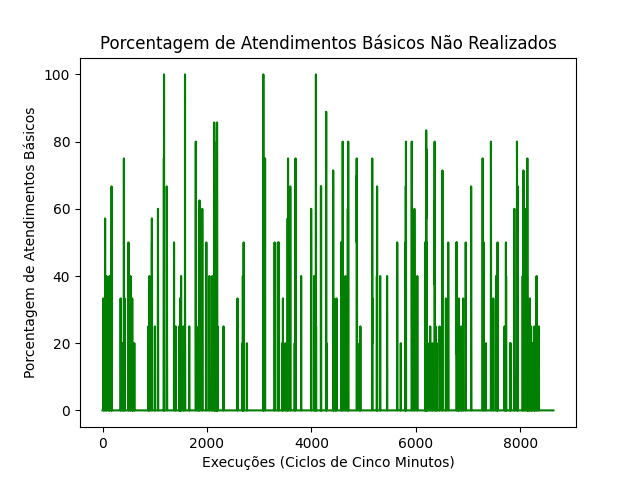 Porcentagem de Atendimentos Básicos Não Realizados
Porcentagem de Atendimentos Básicos
100
80
60
40
20
0
0 2000 4000 6000 8000
Execuções (Ciclos de Cinco Minutos)